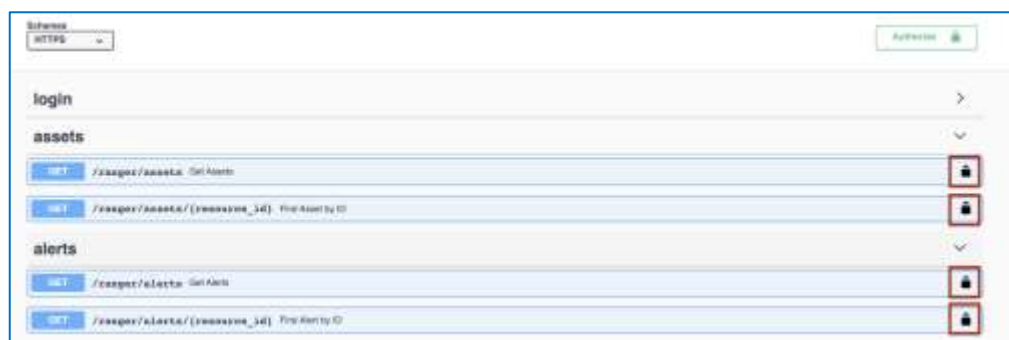 Schemes
HTTPS
Authorize
login
assets
GET /ranger/assets Get Assets
GET /ranger/assets/{resource_id} Find Asset by ID
alerts
GET /ranger/alerts Get Alerts
GET /ranger/alerts/{resource_id} Find Alert by ID